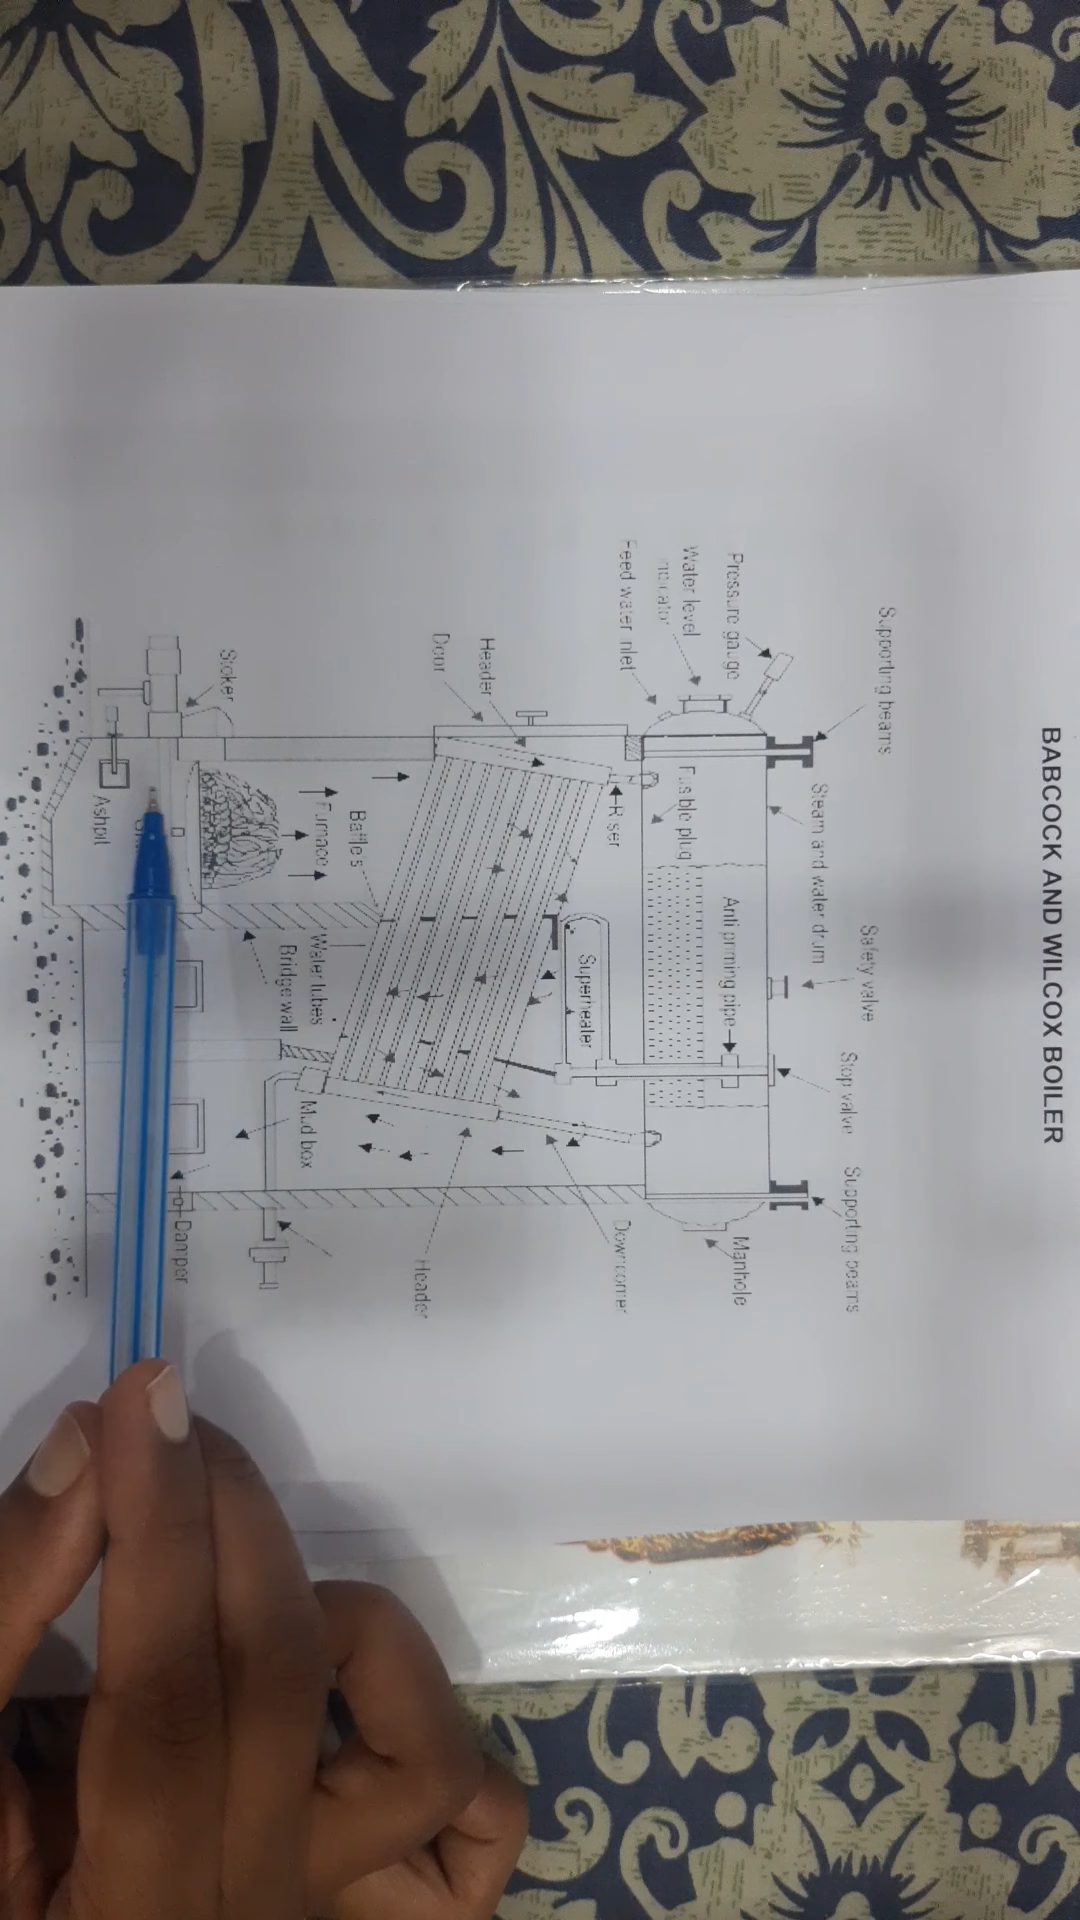 BABCOCK AND WILCOX BOILER
Supporting beams
Safety valve
Stop valve
Supporting beams
Steam and water drum
Pressure gauge
Manhole
Water level
indicator
Anti priming pipe
Fusible plug
Feed water inlet
Riser
Superheater
Downcomer
Header
Door
Header
Baffles
Furnace
Water tubes
Mud box
Bridge wall
Stoker
Damper
Ashpit